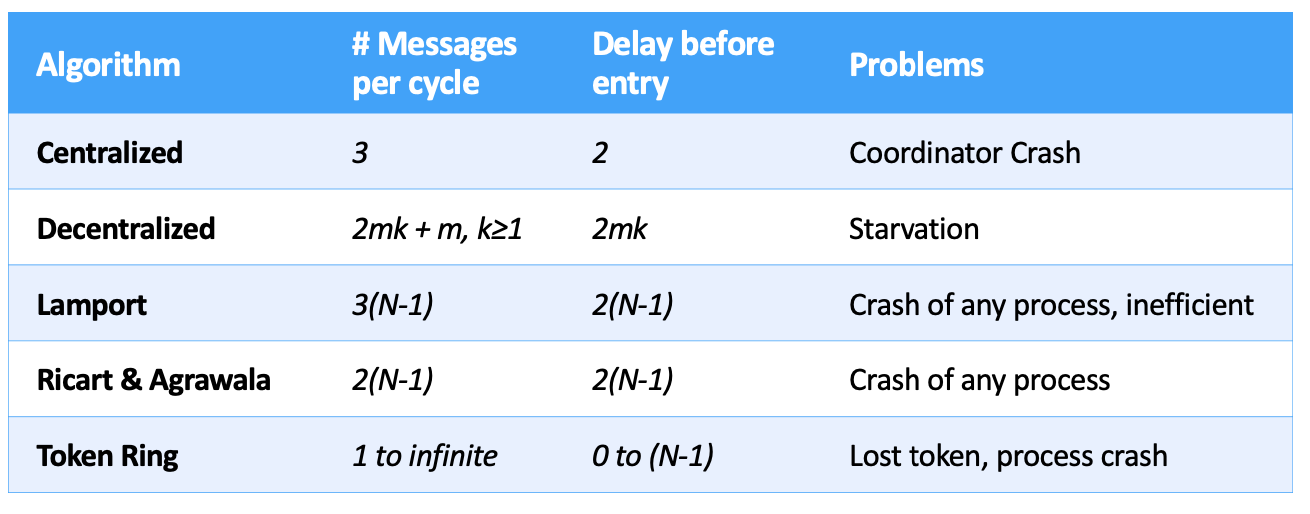 Algorithm # Messages per cycle Delay before entry Problems
Centralized 3 2 Coordinator Crash
Decentralized 2mk + m, k≥1 2mk Starvation
Lamport 3(N-1) 2(N-1) Crash of any process, inefficient
Ricart & Agrawala 2(N-1) 2(N-1) Crash of any process
Token Ring 1 to infinite 0 to (N-1) Lost token, process crash